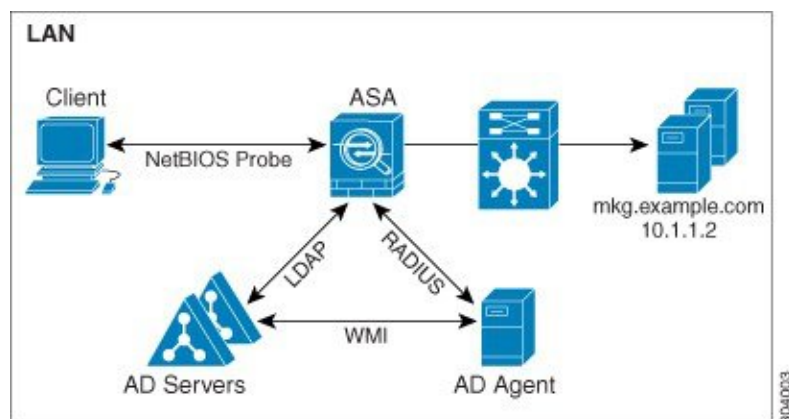 LAN
Client
ASA
NetBIOS Probe
mkg.example.com
10.1.1.2
LDAP
RADIUS
WMI
AD Servers
AD Agent
304003